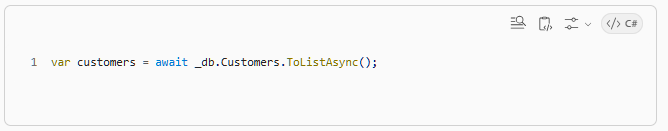 C#
1 var customers = await _db.Customers.ToListAsync();